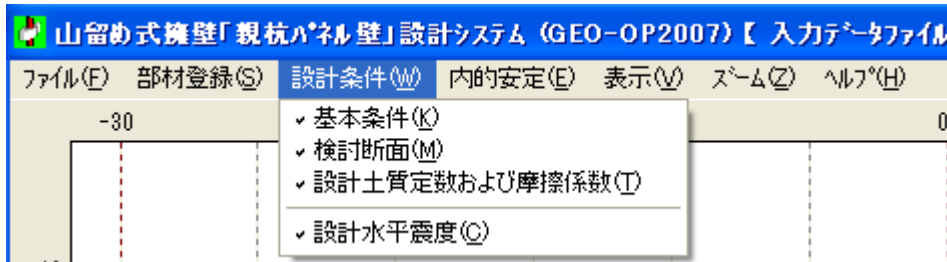 山留め式擁壁｢親杭ﾊﾟﾈﾙ壁｣設計ｼｽﾃﾑ (GEO-OP2007)【 入力ﾃﾞｰﾀﾌｧｲﾙ
ﾌｧｲﾙ(F) 部材登録(S) 設計条件(W) 内的安定(E) 表示(V) ｽﾞｰﾑ(Z) ﾍﾙﾌﾟ(H)
-30 0
基本条件(K)
検討断面(M)
設計土質定数および摩擦係数(T)
設計水平震度(C)